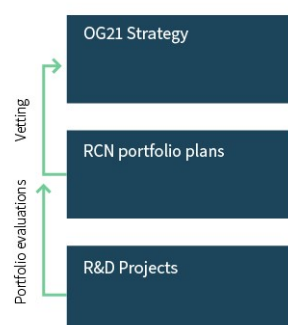 OG21 Strategy
Vetting
RCN portfolio plans
Portfolio evaluations
R&D Projects